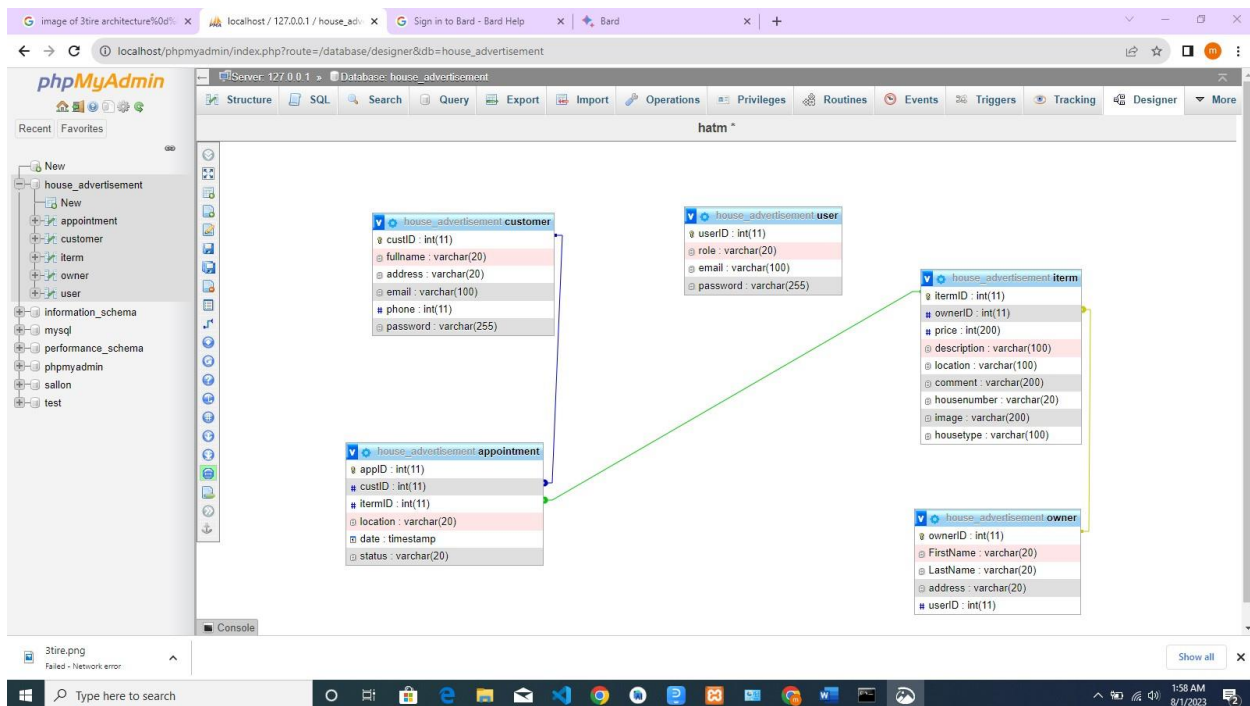 image of 3tire architecture%0d%
localhost / 127.0.0.1 / house_adv
Sign in to Bard - Bard Help
Bard
localhost/phpmyadmin/index.php?route=/database/designer&db=house_advertisement
m
phpMyAdmin
Recent Favorites
New
house_advertisement
New
appointment
customer
iterm
owner
user
information_schema
mysql
performance_schema
phpmyadmin
sallon
test
Server: 127.0.0.1 » Database: house_advertisement
Structure SQL Search Query Export Import Operations Privileges Routines Events Triggers Tracking Designer More
hatm *
house_advertisement customer
custID : int(11)
fullname : varchar(20)
address : varchar(20)
email : varchar(100)
# phone : int(11)
password : varchar(255)
house_advertisement user
userID : int(11)
role : varchar(20)
email : varchar(100)
password : varchar(255)
house_advertisement iterm
itermID : int(11)
# ownerID : int(11)
# price : int(200)
description : varchar(100)
location : varchar(100)
comment : varchar(200)
housenumber : varchar(20)
image : varchar(200)
housetype : varchar(100)
house_advertisement appointment
appID : int(11)
# custID : int(11)
# itermID : int(11)
location : varchar(20)
date : timestamp
status : varchar(20)
house_advertisement owner
ownerID : int(11)
FirstName : varchar(20)
LastName : varchar(20)
address : varchar(20)
# userID : int(11)
Console
3tire.png
Failed - Network error
Show all
Type here to search
1:58 AM
8/1/2023
2